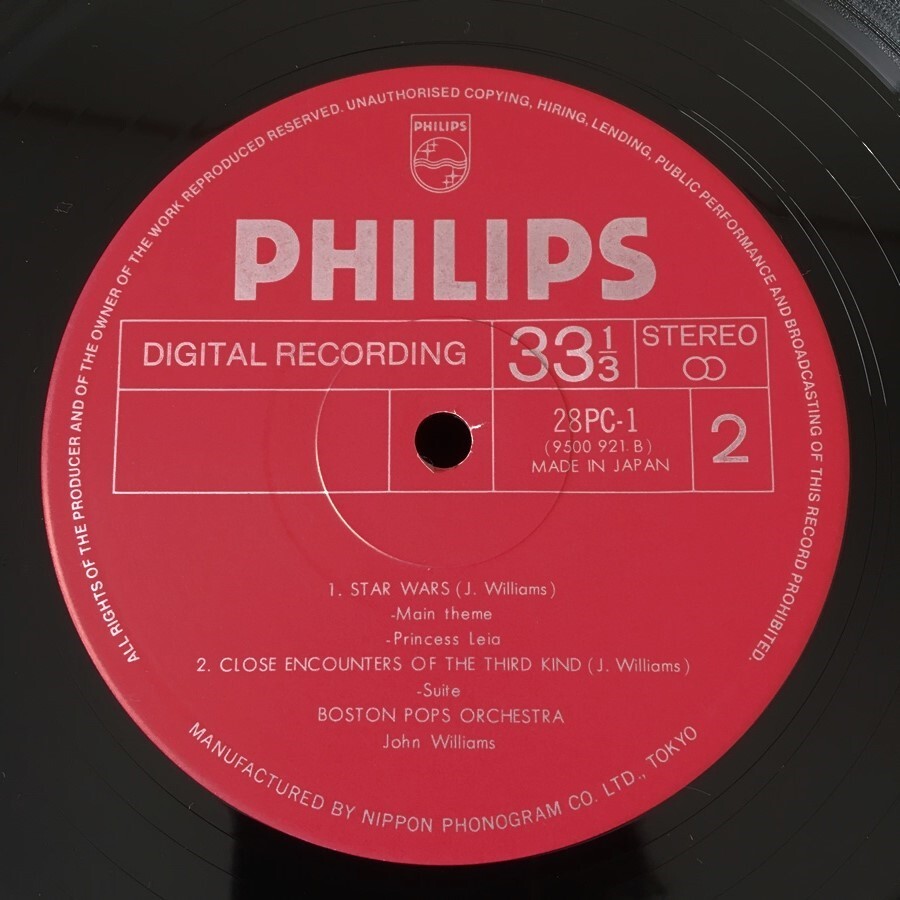 ALL RIGHTS OF THE PRODUCER AND OF THE OWNER OF THE WORK REPRODUCED RESERVED. UNAUTHORISED COPYING, HIRING, LENDING, PUBLIC PERFORMANCE AND BROADCASTING OF THIS RECORD PROHIBITED.
PHILIPS
PHILIPS
DIGITAL RECORDING
33 1/3
STEREO
28PC-1
(9500 921. B)
MADE IN JAPAN
2
1. STAR WARS (J. Williams)
-Main theme
-Princess Leia
2. CLOSE ENCOUNTERS OF THE THIRD KIND (J. Williams)
-Suite
BOSTON POPS ORCHESTRA
John Williams
MANUFACTURED BY NIPPON PHONOGRAM CO. LTD., TOKYO